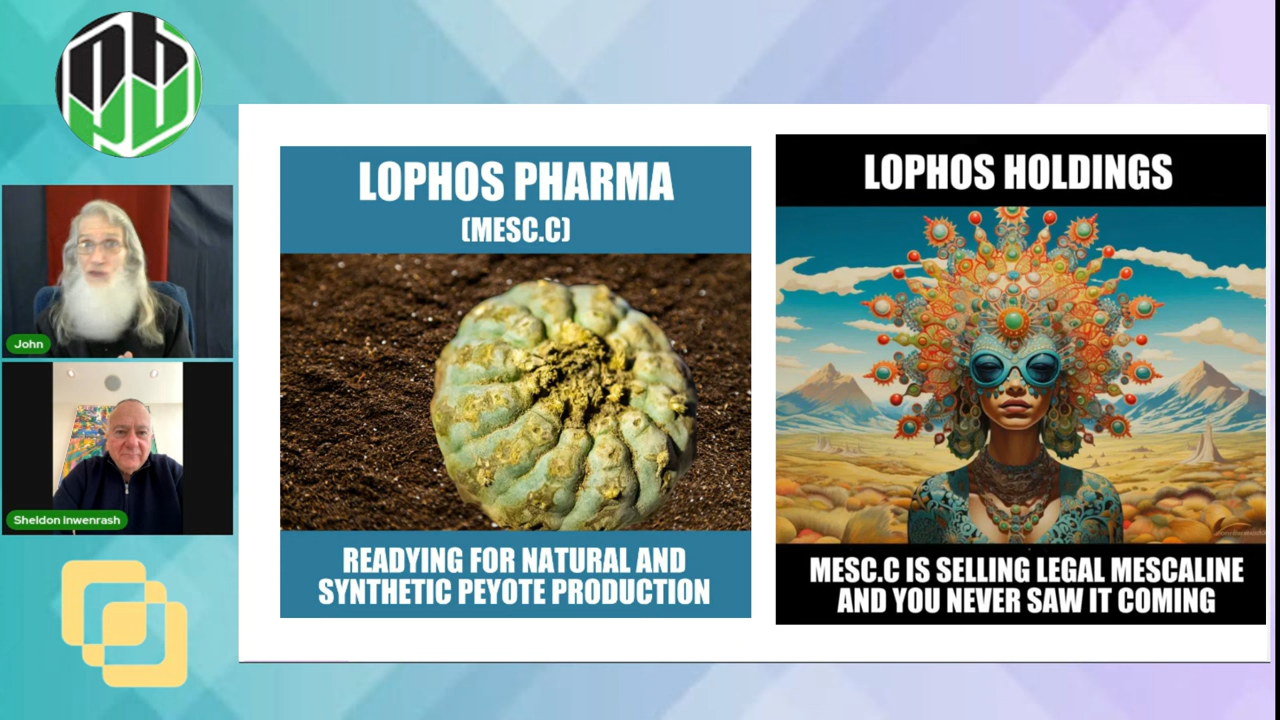 John
Sheldon Inwenrash
LOPHOS PHARMA
(MESC.C)
READYING FOR NATURAL AND
SYNTHETIC PEYOTE PRODUCTION
LOPHOS HOLDINGS
MESC.C IS SELLING LEGAL MESCALINE
AND YOU NEVER SAW IT COMING